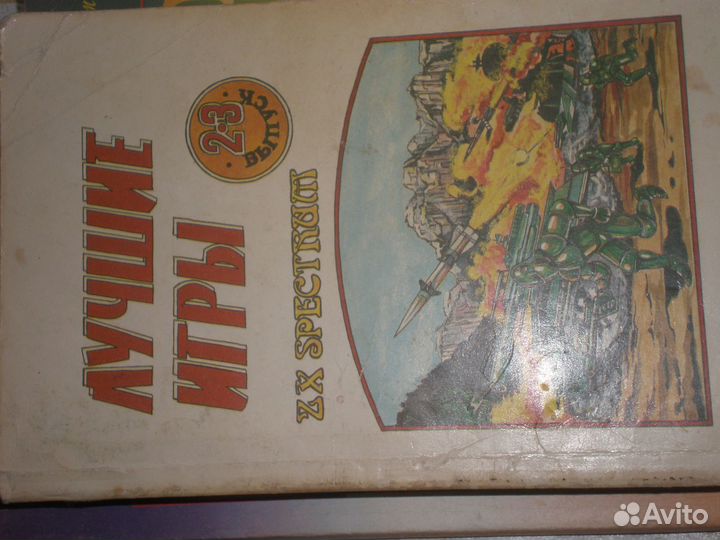 ЛУЧШИЕ
ИГРЫ
2-3
ВЫПУСК
ZX SPECTRUM
Avito